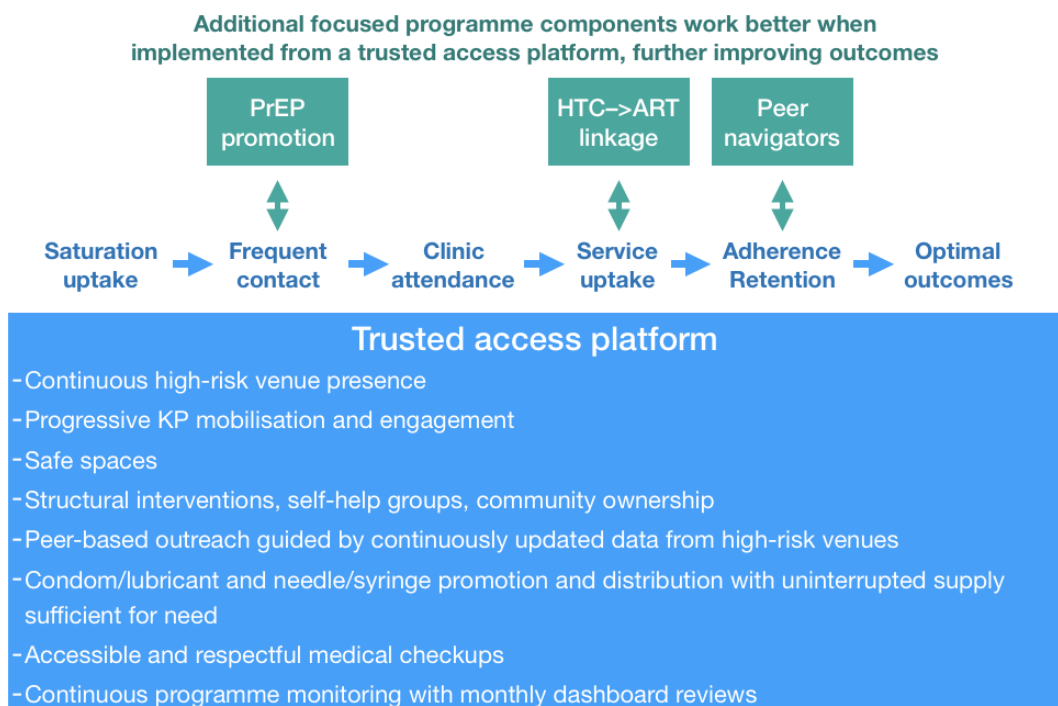 Additional focused programme components work better when
implemented from a trusted access platform, further improving outcomes
PrEP
promotion
HTC–>ART
linkage
Peer
navigators
Saturation
uptake
Frequent
contact
Clinic
attendance
Service
uptake
Adherence
Retention
Optimal
outcomes
Trusted access platform
-Continuous high-risk venue presence
-Progressive KP mobilisation and engagement
-Safe spaces
-Structural interventions, self-help groups, community ownership
-Peer-based outreach guided by continuously updated data from high-risk venues
-Condom/lubricant and needle/syringe promotion and distribution with uninterrupted supply
sufficient for need
-Accessible and respectful medical checkups
-Continuous programme monitoring with monthly dashboard reviews